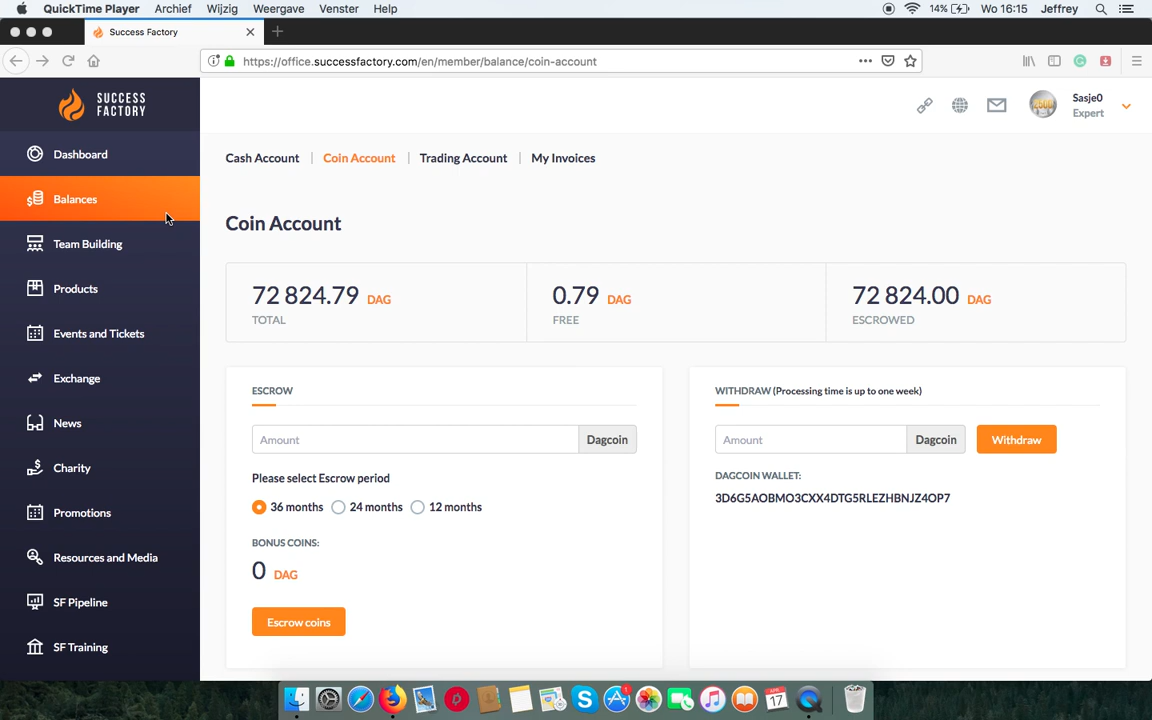 QuickTime Player Archief Wijzig Weergave Venster Help 14% Wo 16:15 Jeffrey
Success Factory
https://office.successfactory.com/en/member/balance/coin-account
SUCCESS
FACTORY
Sasje0
Expert
Dashboard
Balances
Team Building
Products
Events and Tickets
Exchange
News
Charity
Promotions
Resources and Media
SF Pipeline
SF Training
Cash Account | Coin Account | Trading Account | My Invoices
Coin Account
72 824.79 DAG
TOTAL
0.79 DAG
FREE
72 824.00 DAG
ESCROWED
ESCROW
Amount Dagcoin
Please select Escrow period
36 months 24 months 12 months
BONUS COINS:
0 DAG
Escrow coins
WITHDRAW (Processing time is up to one week)
Amount Dagcoin Withdraw
DAGCOIN WALLET:
3D6G5AOBMO3CXX4DTG5RLEZHBNJZ4OP7
17